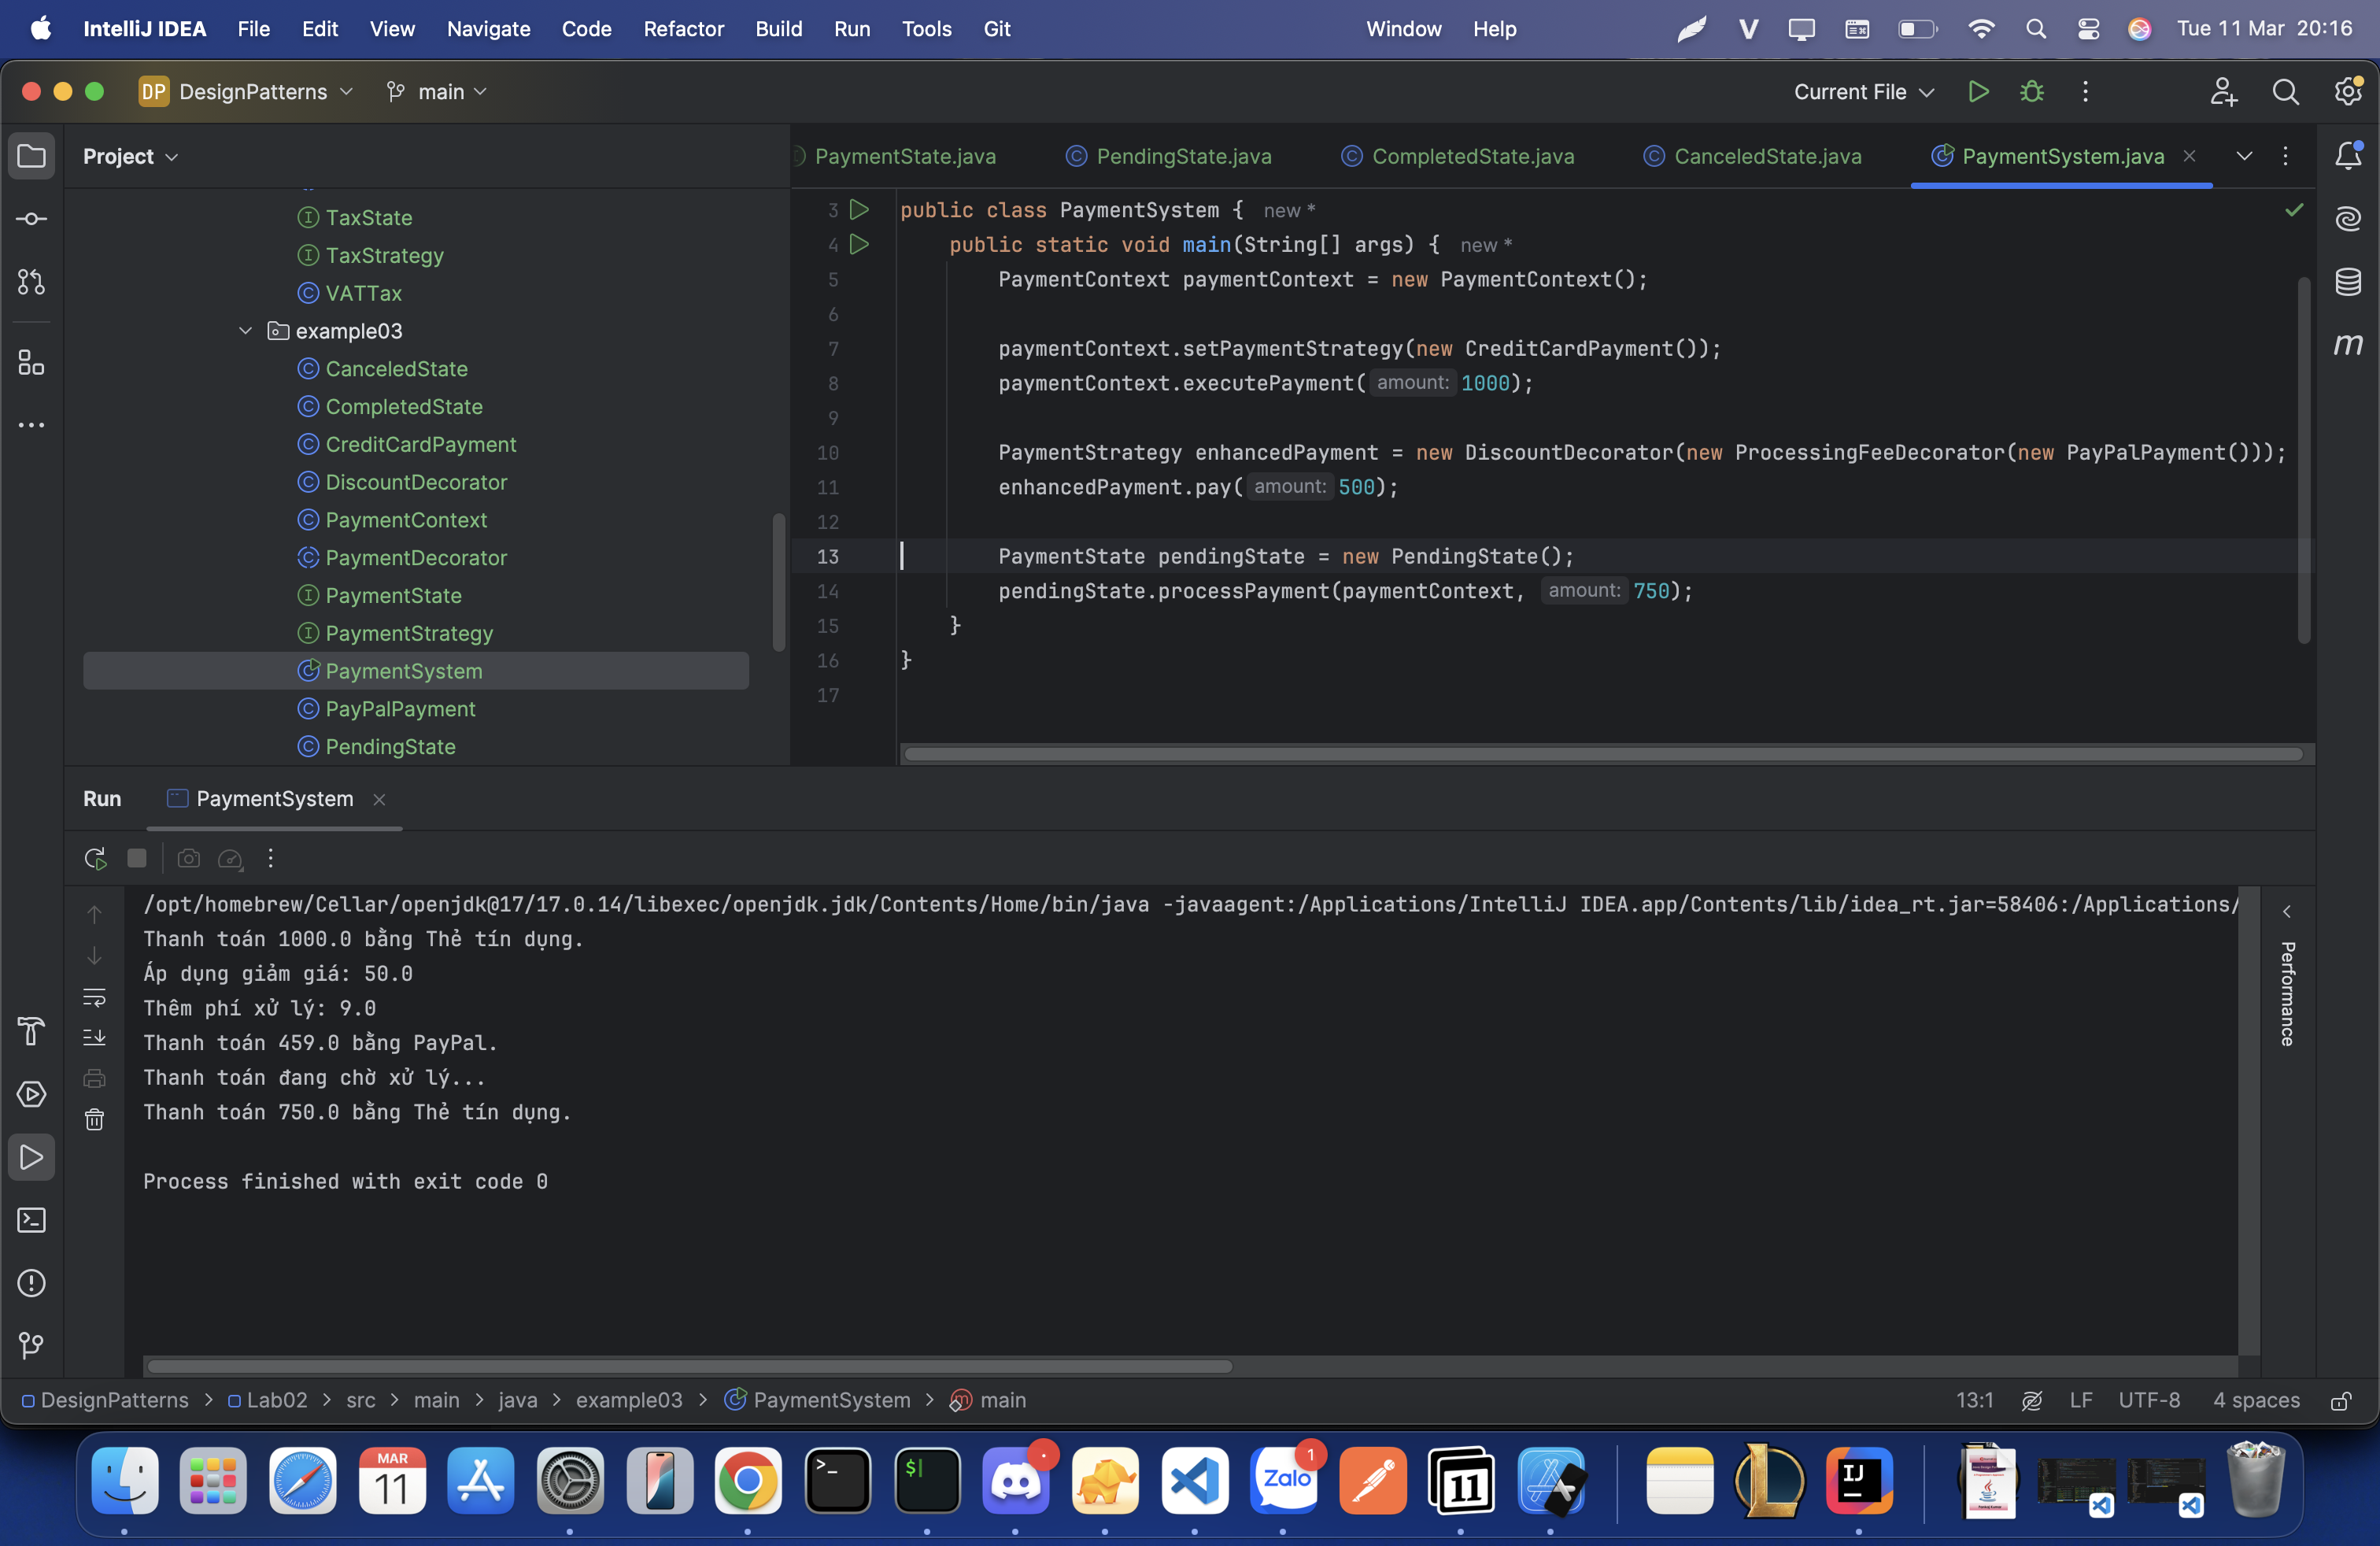 IntelliJ IDEA File Edit View Navigate Code Refactor Build Run Tools Git Window Help Tue 11 Mar 20:16
DP DesignPatterns main Current File
Project
PaymentState.java PendingState.java CompletedState.java CanceledState.java PaymentSystem.java
TaxState
TaxStrategy
VATTax
example03
CanceledState
CompletedState
CreditCardPayment
DiscountDecorator
PaymentContext
PaymentDecorator
PaymentState
PaymentStrategy
PaymentSystem
PayPalPayment
PendingState
3 public class PaymentSystem { new *
4 public static void main(String[] args) { new *
5 PaymentContext paymentContext = new PaymentContext();
6
7 paymentContext.setPaymentStrategy(new CreditCardPayment());
8 paymentContext.executePayment( amount: 1000);
9
10 PaymentStrategy enhancedPayment = new DiscountDecorator(new ProcessingFeeDecorator(new PayPalPayment()));
11 enhancedPayment.pay( amount: 500);
12
13 PaymentState pendingState = new PendingState();
14 pendingState.processPayment(paymentContext, amount: 750);
15 }
16 }
17
Run PaymentSystem
/opt/homebrew/Cellar/openjdk@17/17.0.14/libexec/openjdk.jdk/Contents/Home/bin/java -javaagent:/Applications/IntelliJ IDEA.app/Contents/lib/idea_rt.jar=58406:/Applications/
Thanh toán 1000.0 bằng Thẻ tín dụng.
Áp dụng giảm giá: 50.0
Thêm phí xử lý: 9.0
Thanh toán 459.0 bằng PayPal.
Thanh toán đang chờ xử lý...
Thanh toán 750.0 bằng Thẻ tín dụng.
Process finished with exit code 0
Performance
DesignPatterns > Lab02 > src > main > java > example03 > PaymentSystem > main 13:1 LF UTF-8 4 spaces
MAR
11
Zalo
1
11
IJ